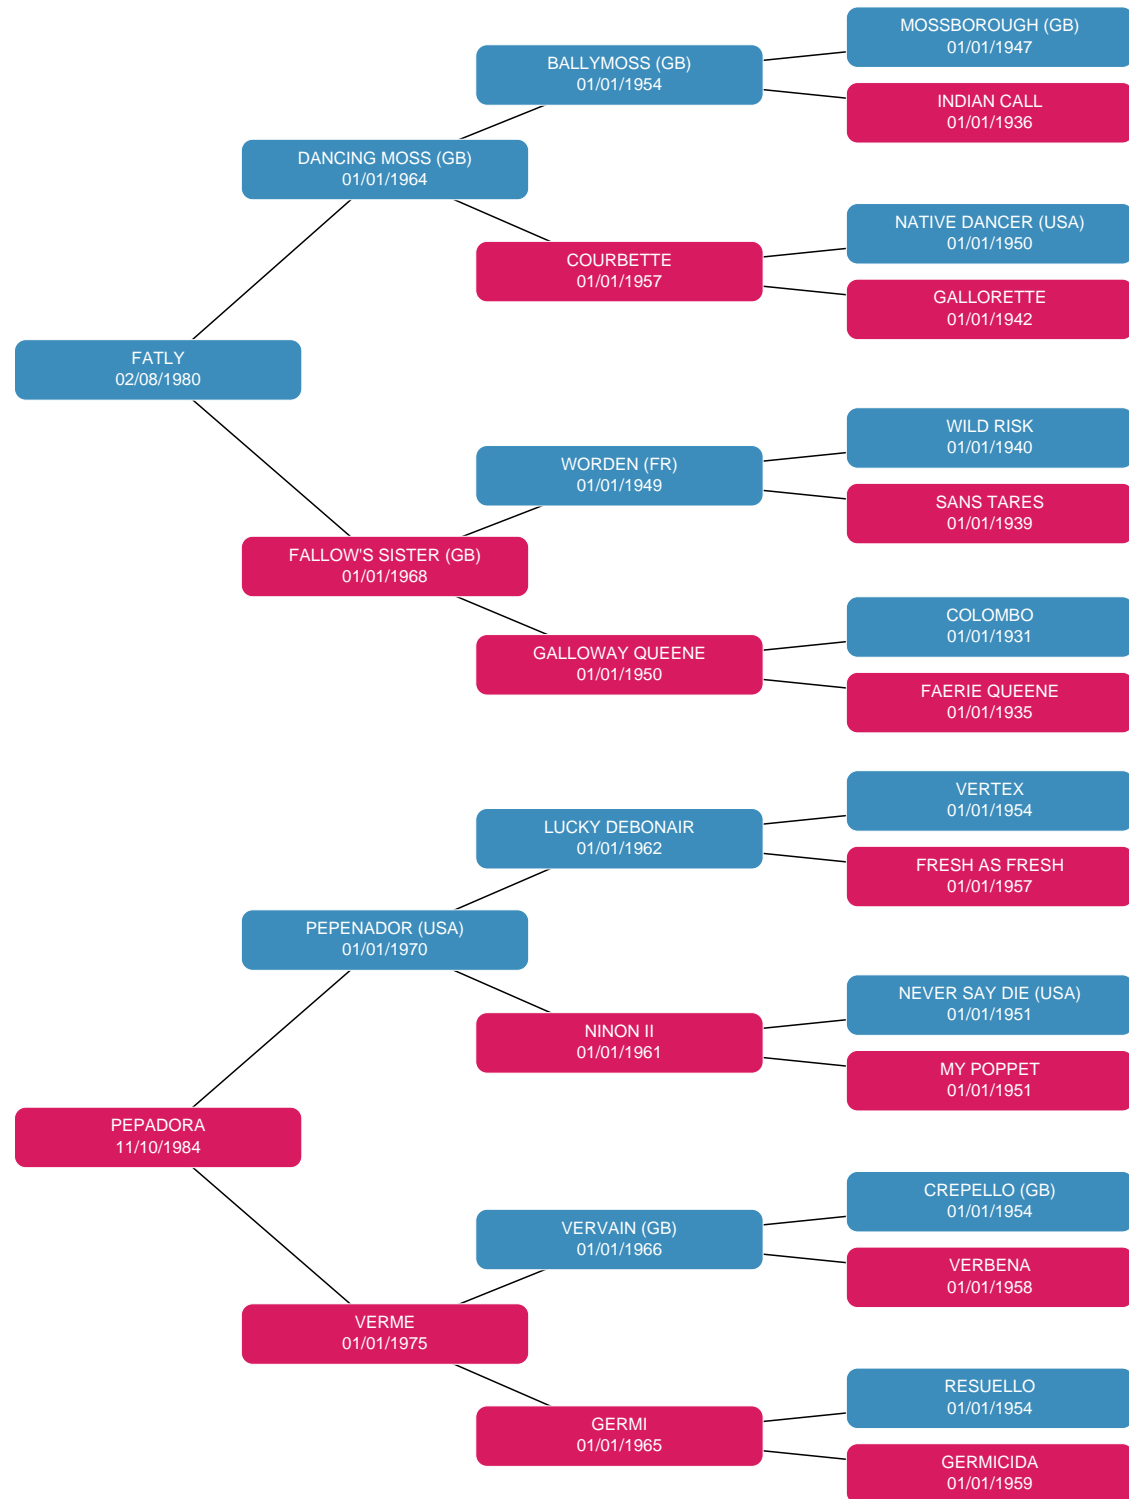 MOSSBOROUGH (GB)
01/01/1947
BALLYMOSS (GB)
01/01/1954
INDIAN CALL
01/01/1936
DANCING MOSS (GB)
01/01/1964
NATIVE DANCER (USA)
01/01/1950
COURBETTE
01/01/1957
GALLORETTE
01/01/1942
FATLY
02/08/1980
WILD RISK
01/01/1940
WORDEN (FR)
01/01/1949
SANS TARES
01/01/1939
FALLOW'S SISTER (GB)
01/01/1968
COLOMBO
01/01/1931
GALLOWAY QUEENE
01/01/1950
FAERIE QUEENE
01/01/1935
VERTEX
01/01/1954
LUCKY DEBONAIR
01/01/1962
FRESH AS FRESH
01/01/1957
PEPENADOR (USA)
01/01/1970
NEVER SAY DIE (USA)
01/01/1951
NINON II
01/01/1961
MY POPPET
01/01/1951
PEPADORA
11/10/1984
CREPELLO (GB)
01/01/1954
VERVAIN (GB)
01/01/1966
VERBENA
01/01/1958
VERME
01/01/1975
RESUELLO
01/01/1954
GERMI
01/01/1965
GERMICIDA
01/01/1959